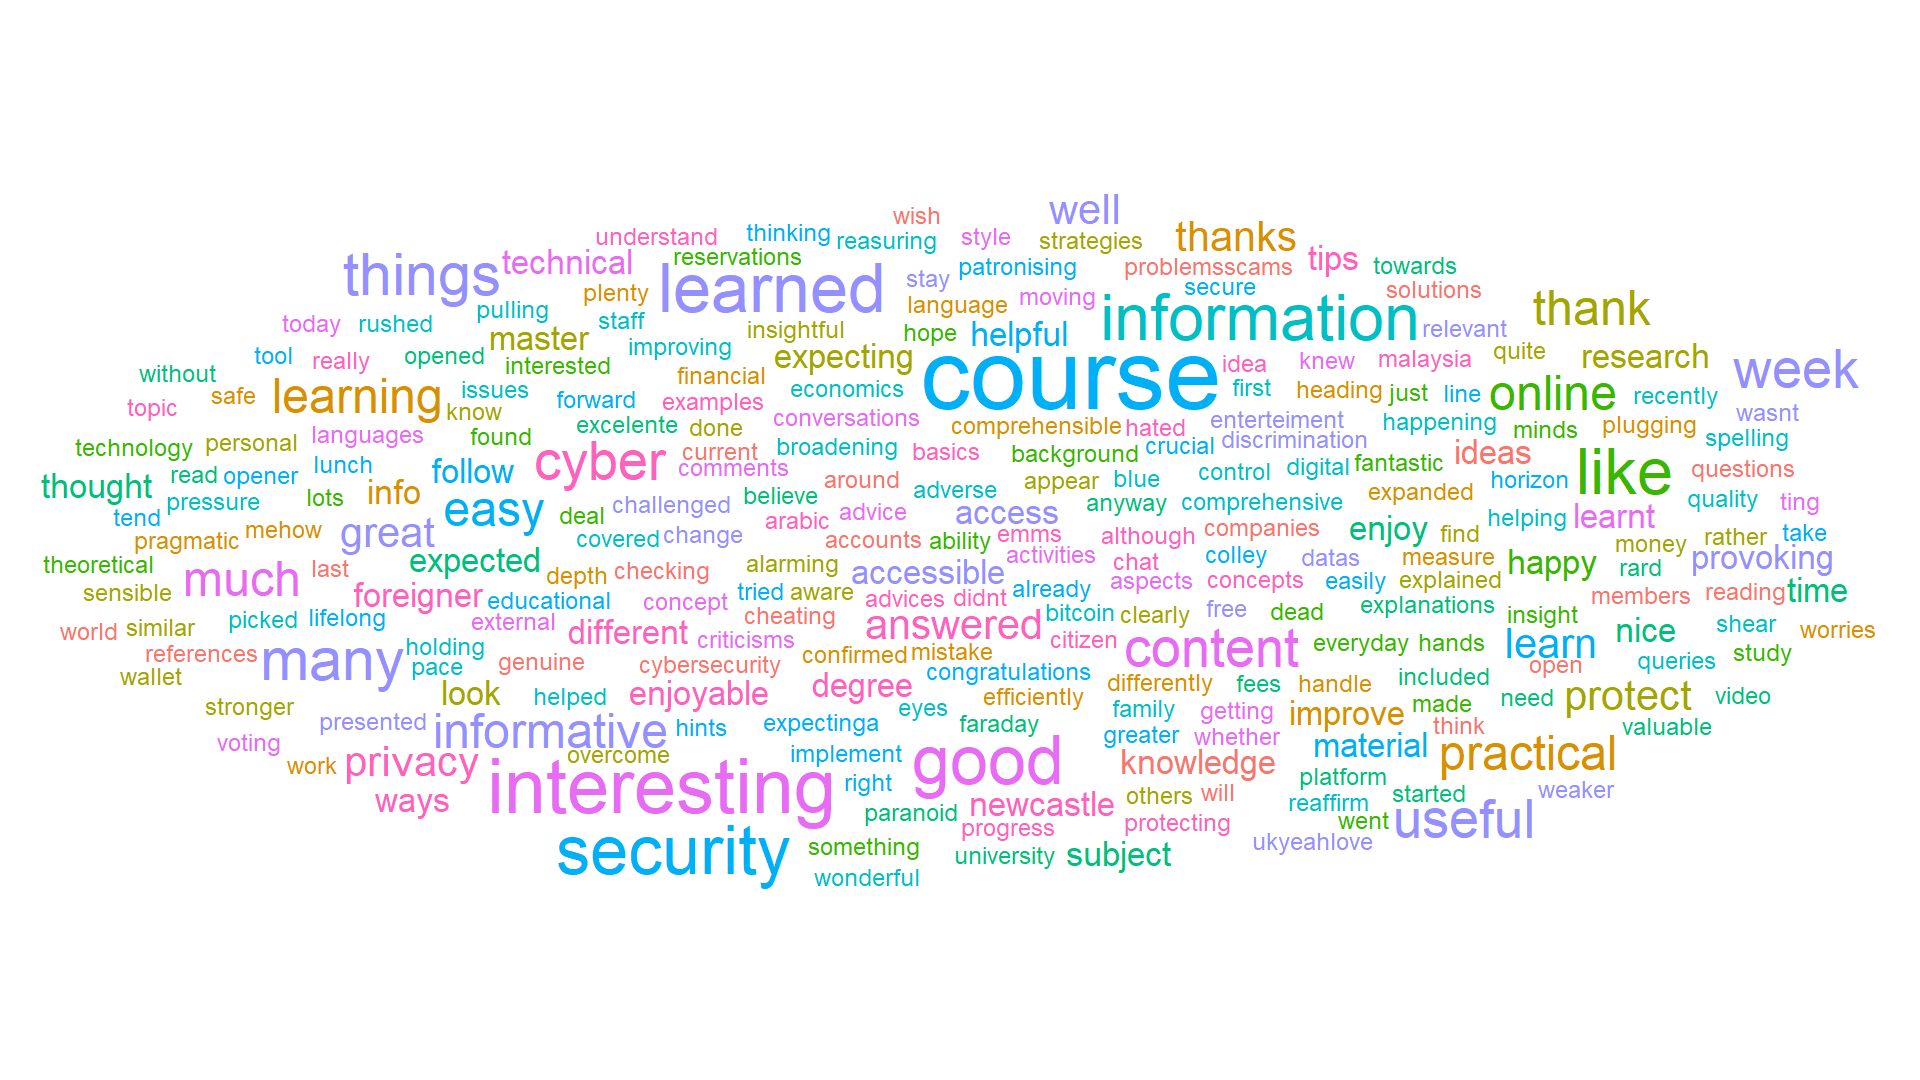 wish well
understand thinking reasuring style strategies thanks
things technical reservations learned stay patronising problemsscams tips towards
plenty language moving secure solutions
today rushed pulling staff insightful hope helpful information relevant thank
master improving expecting course idea knew malaysia quite research week
tool really opened interested
without safe learning issues forward financial examples economics first heading just line online recently
topic know excelente done conversations comprehensible hated enterteiment happening minds plugging wasnt
technology personal languages found cyber current broadening basics background crucial discrimination fantastic ideas like spelling
thought read opener lunch follow comments around adverse appear blue control digital horizon questions
pressure lots info easy challenged believe advice access anyway comprehensive expanded quality ting
tend mehow great deal covered change arabic accounts ability emms although companies enjoy find helping learnt rather take
pragmatic money
theoretical much last expected depth checking alarming accessible activities chat colley datas measure happy rard provoking
sensible foreigner educational concept tried aware advices didnt already aspects concepts easily explained members reading time
world similar picked lifelong external different criticisms cheating answered bitcoin clearly free dead explanations insight nice shear worries
references many holding citizen content everyday hands learn
wallet pace genuine cybersecurity confirmed mistake congratulations open queries study
stronger look helped enjoyable degree efficiently differently fees handle included need protect video
presented informative hints expectinga eyes faraday family getting improve made think valuable
voting overcome implement greater whether material practical
work privacy interesting right good knowledge platform
ways newcastle others will reaffirm started weaker
paranoid progress protecting went useful
security something university subject ukyeahlove
wonderful